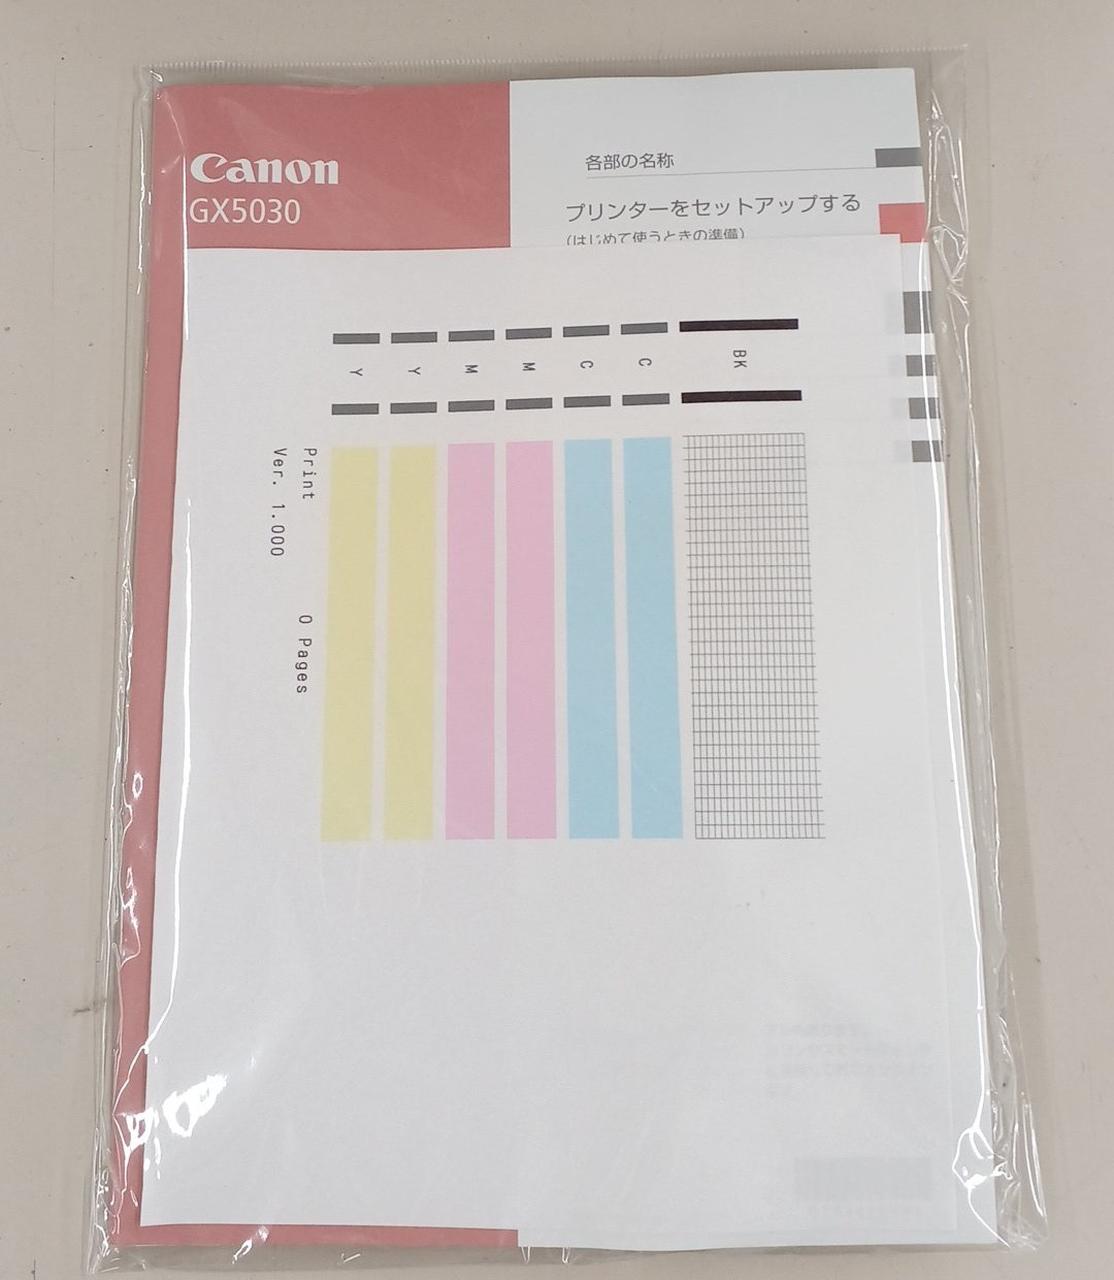 Canon
GX5030
各部の名称
プリンターをセットアップする
(はじめて使うときの準備)
Y Y M M C C BK
Print 0 Pages
Ver. 1.000